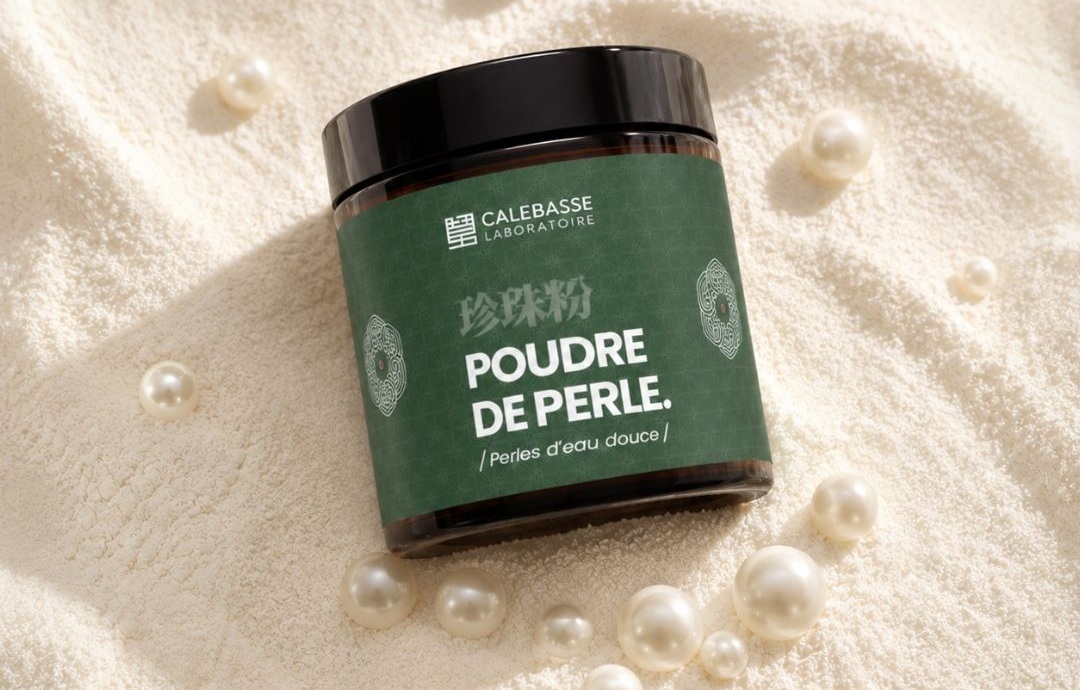 CALEBASSE
LABORATOIRE
珍珠粉
POUDRE
DE PERLE.
/Perles d'eau douce/